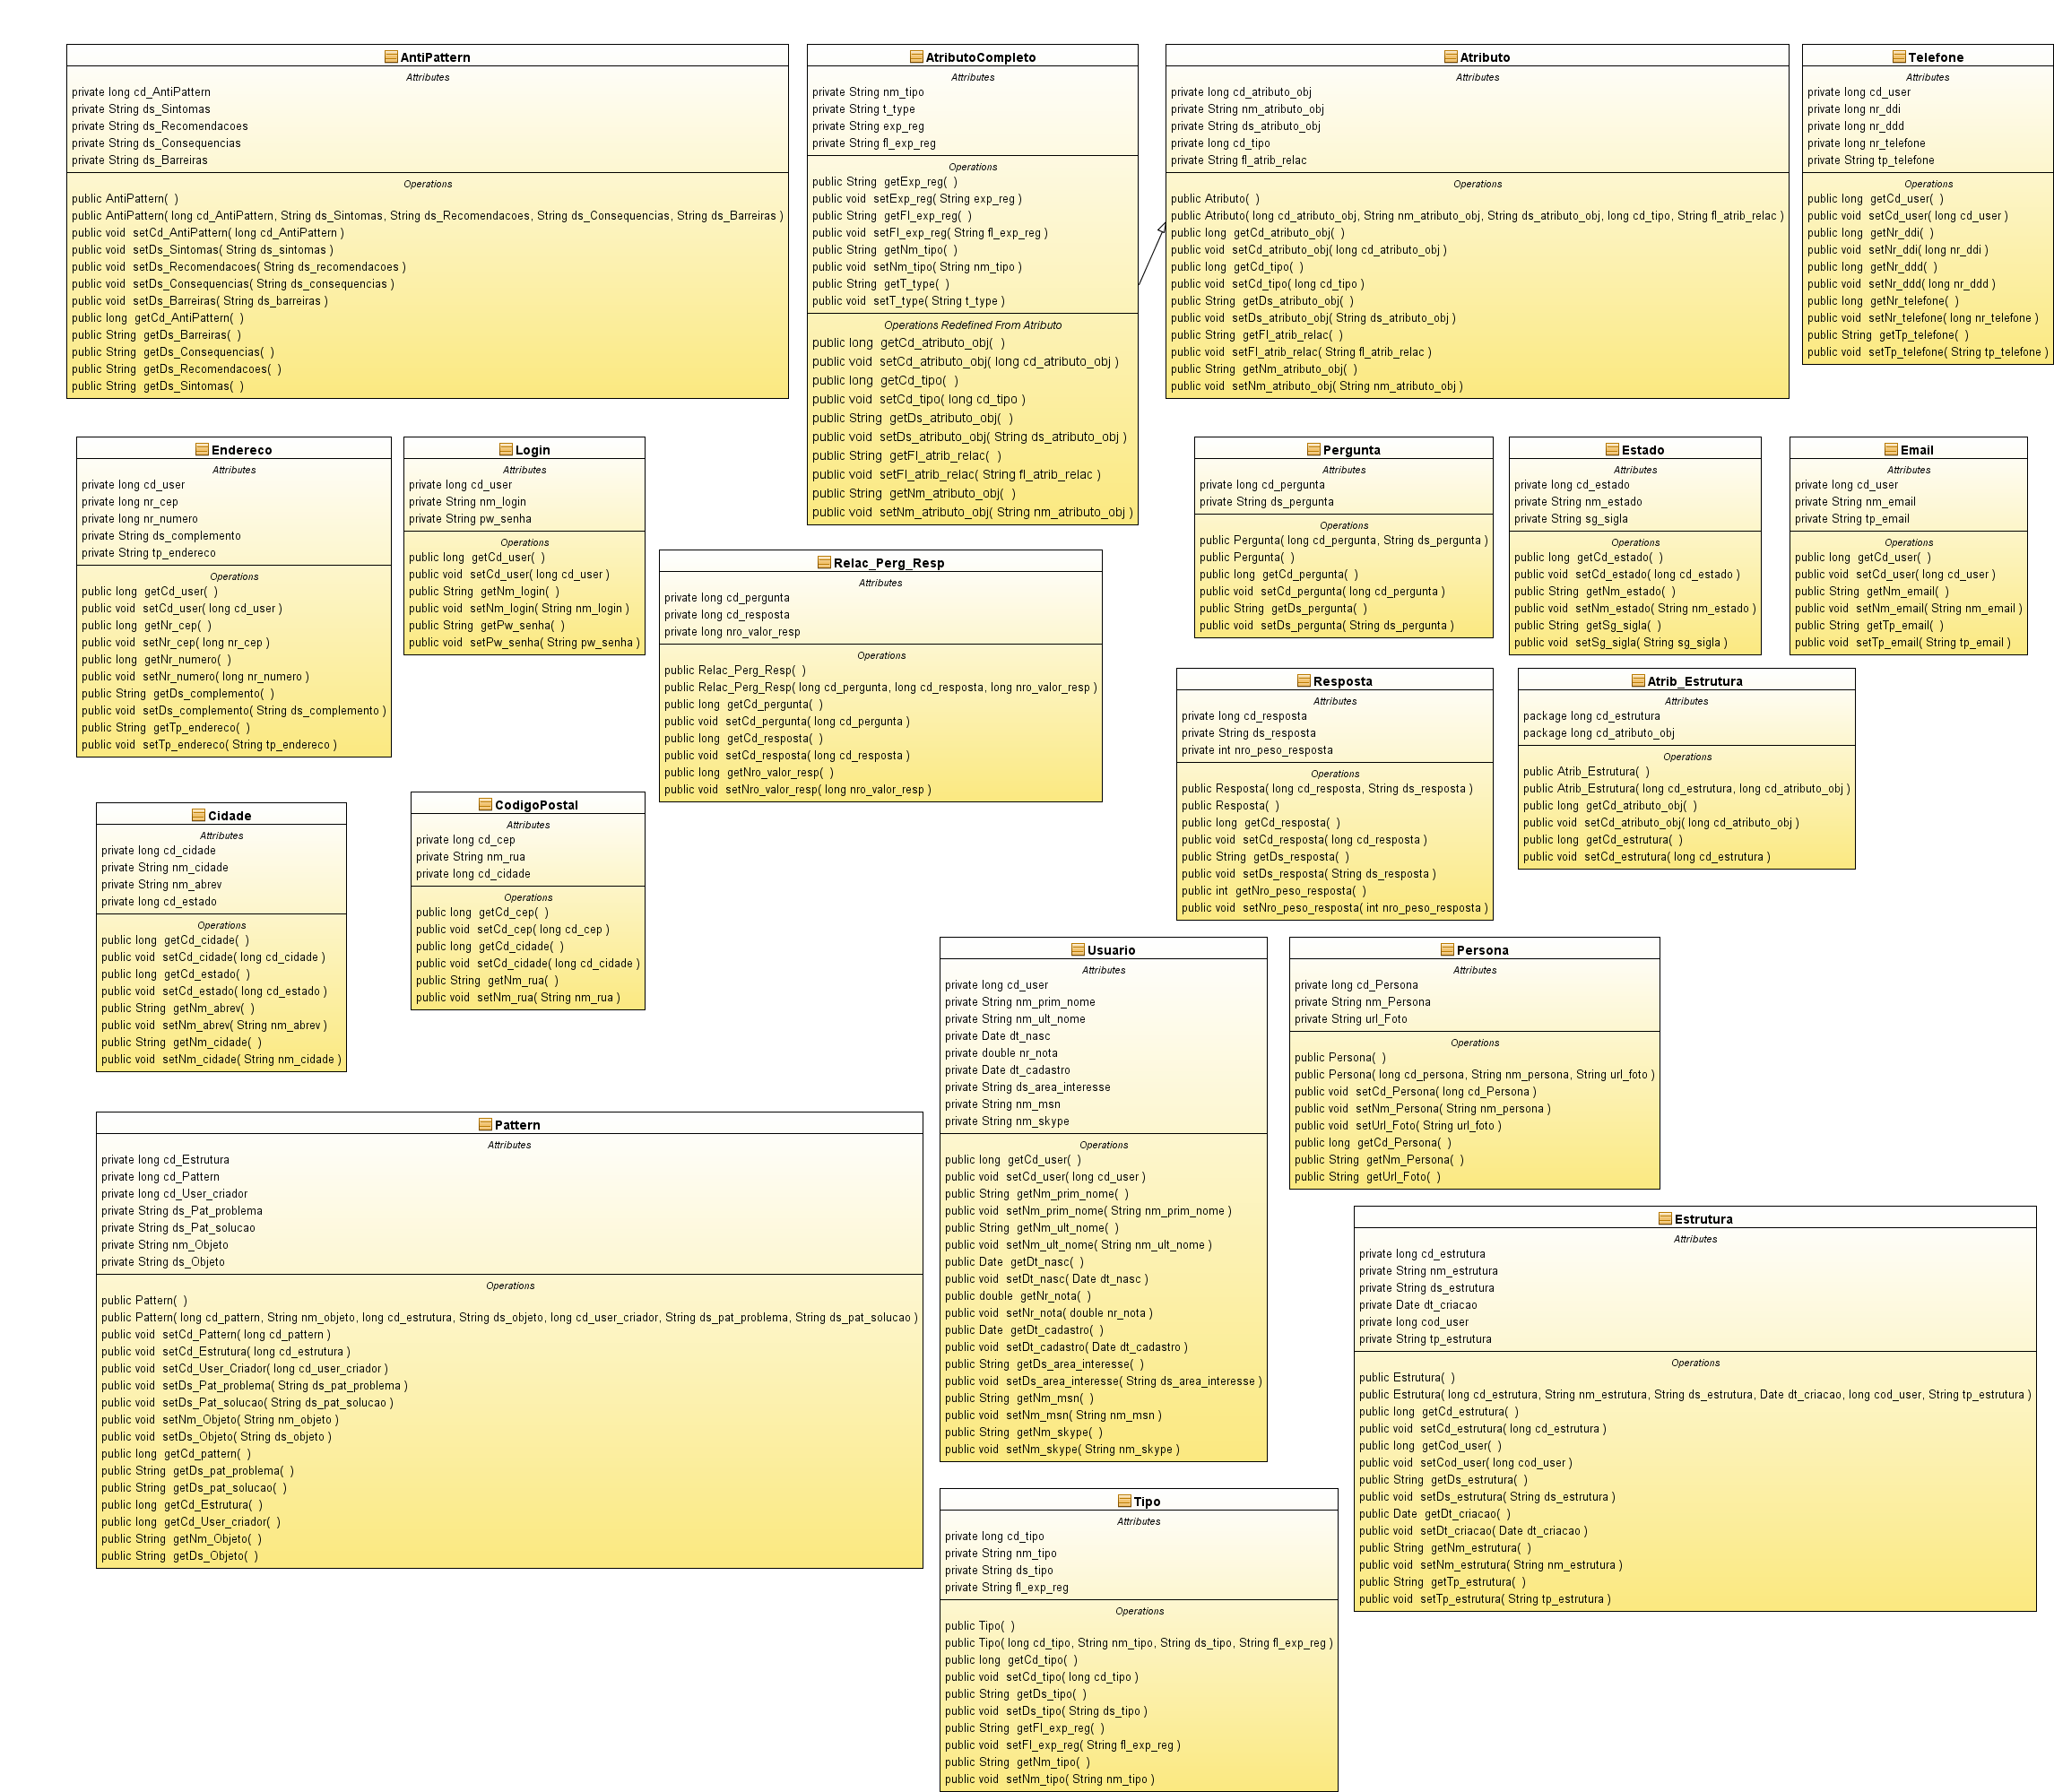 AntiPattern
Attributes
private long cd_AntiPattern
private String ds_Sintomas
private String ds_Recomendacoes
private String ds_Consequencias
private String ds_Barreiras
Operations
public AntiPattern( )
public AntiPattern( long cd_AntiPattern, String ds_Sintomas, String ds_Recomendacoes, String ds_Consequencias, String ds_Barreiras )
public void setCd_AntiPattern( long cd_AntiPattern )
public void setDs_Sintomas( String ds_sintomas )
public void setDs_Recomendacoes( String ds_recomendacoes )
public void setDs_Consequencias( String ds_consequencias )
public void setDs_Barreiras( String ds_barreiras )
public long getCd_AntiPattern( )
public String getDs_Barreiras( )
public String getDs_Consequencias( )
public String getDs_Recomendacoes( )
public String getDs_Sintomas( )
AtributoCompleto
Attributes
private String nm_tipo
private String t_type
private String exp_reg
private String fl_exp_reg
Operations
public String getExp_reg( )
public void setExp_reg( String exp_reg )
public String getFl_exp_reg( )
public void setFl_exp_reg( String fl_exp_reg )
public String getNm_tipo( )
public void setNm_tipo( String nm_tipo )
public String getT_type( )
public void setT_type( String t_type )
Operations Redefined From Atributo
public long getCd_atributo_obj( )
public void setCd_atributo_obj( long cd_atributo_obj )
public long getCd_tipo( )
public void setCd_tipo( long cd_tipo )
public String getDs_atributo_obj( )
public void setDs_atributo_obj( String ds_atributo_obj )
public String getFl_atrib_relac( )
public void setFl_atrib_relac( String fl_atrib_relac )
public String getNm_atributo_obj( )
public void setNm_atributo_obj( String nm_atributo_obj )
Atributo
Attributes
private long cd_atributo_obj
private String nm_atributo_obj
private String ds_atributo_obj
private long cd_tipo
private String fl_atrib_relac
Operations
public Atributo( )
public Atributo( long cd_atributo_obj, String nm_atributo_obj, String ds_atributo_obj, long cd_tipo, String fl_atrib_relac )
public long getCd_atributo_obj( )
public void setCd_atributo_obj( long cd_atributo_obj )
public long getCd_tipo( )
public void setCd_tipo( long cd_tipo )
public String getDs_atributo_obj( )
public void setDs_atributo_obj( String ds_atributo_obj )
public String getFl_atrib_relac( )
public void setFl_atrib_relac( String fl_atrib_relac )
public String getNm_atributo_obj( )
public void setNm_atributo_obj( String nm_atributo_obj )
Telefone
Attributes
private long cd_user
private long nr_ddi
private long nr_ddd
private long nr_telefone
private String tp_telefone
Operations
public long getCd_user( )
public void setCd_user( long cd_user )
public long getNr_ddi( )
public void setNr_ddi( long nr_ddi )
public long getNr_ddd( )
public void setNr_ddd( long nr_ddd )
public long getNr_telefone( )
public void setNr_telefone( long nr_telefone )
public String getTp_telefone( )
public void setTp_telefone( String tp_telefone )
Endereco
Attributes
private long cd_user
private long nr_cep
private long nr_numero
private String ds_complemento
private String tp_endereco
Operations
public long getCd_user( )
public void setCd_user( long cd_user )
public long getNr_cep( )
public void setNr_cep( long nr_cep )
public long getNr_numero( )
public void setNr_numero( long nr_numero )
public String getDs_complemento( )
public void setDs_complemento( String ds_complemento )
public String getTp_endereco( )
public void setTp_endereco( String tp_endereco )
Login
Attributes
private long cd_user
private String nm_login
private String pw_senha
Operations
public long getCd_user( )
public void setCd_user( long cd_user )
public String getNm_login( )
public void setNm_login( String nm_login )
public String getPw_senha( )
public void setPw_senha( String pw_senha )
Relac_Perg_Resp
Attributes
private long cd_pergunta
private long cd_resposta
private long nro_valor_resp
Operations
public Relac_Perg_Resp( )
public Relac_Perg_Resp( long cd_pergunta, long cd_resposta, long nro_valor_resp )
public long getCd_pergunta( )
public void setCd_pergunta( long cd_pergunta )
public long getCd_resposta( )
public void setCd_resposta( long cd_resposta )
public long getNro_valor_resp( )
public void setNro_valor_resp( long nro_valor_resp )
Pergunta
Attributes
private long cd_pergunta
private String ds_pergunta
Operations
public Pergunta( long cd_pergunta, String ds_pergunta )
public Pergunta( )
public long getCd_pergunta( )
public void setCd_pergunta( long cd_pergunta )
public String getDs_pergunta( )
public void setDs_pergunta( String ds_pergunta )
Estado
Attributes
private long cd_estado
private String nm_estado
private String sg_sigla
Operations
public long getCd_estado( )
public void setCd_estado( long cd_estado )
public String getNm_estado( )
public void setNm_estado( String nm_estado )
public String getSg_sigla( )
public void setSg_sigla( String sg_sigla )
Email
Attributes
private long cd_user
private String nm_email
private String tp_email
Operations
public long getCd_user( )
public void setCd_user( long cd_user )
public String getNm_email( )
public void setNm_email( String nm_email )
public String getTp_email( )
public void setTp_email( String tp_email )
Resposta
Attributes
private long cd_resposta
private String ds_resposta
private int nro_peso_resposta
Operations
public Resposta( long cd_resposta, String ds_resposta )
public Resposta( )
public long getCd_resposta( )
public void setCd_resposta( long cd_resposta )
public String getDs_resposta( )
public void setDs_resposta( String ds_resposta )
public int getNro_peso_resposta( )
public void setNro_peso_resposta( int nro_peso_resposta )
Atrib_Estrutura
Attributes
package long cd_estrutura
package long cd_atributo_obj
Operations
public Atrib_Estrutura( )
public Atrib_Estrutura( long cd_estrutura, long cd_atributo_obj )
public long getCd_atributo_obj( )
public void setCd_atributo_obj( long cd_atributo_obj )
public long getCd_estrutura( )
public void setCd_estrutura( long cd_estrutura )
Cidade
Attributes
private long cd_cidade
private String nm_cidade
private String nm_abrev
private long cd_estado
Operations
public long getCd_cidade( )
public void setCd_cidade( long cd_cidade )
public long getCd_estado( )
public void setCd_estado( long cd_estado )
public String getNm_abrev( )
public void setNm_abrev( String nm_abrev )
public String getNm_cidade( )
public void setNm_cidade( String nm_cidade )
CodigoPostal
Attributes
private long cd_cep
private String nm_rua
private long cd_cidade
Operations
public long getCd_cep( )
public void setCd_cep( long cd_cep )
public long getCd_cidade( )
public void setCd_cidade( long cd_cidade )
public String getNm_rua( )
public void setNm_rua( String nm_rua )
Usuario
Attributes
private long cd_user
private String nm_prim_nome
private String nm_ult_nome
private Date dt_nasc
private double nr_nota
private Date dt_cadastro
private String ds_area_interesse
private String nm_msn
private String nm_skype
Operations
public long getCd_user( )
public void setCd_user( long cd_user )
public String getNm_prim_nome( )
public void setNm_prim_nome( String nm_prim_nome )
public String getNm_ult_nome( )
public void setNm_ult_nome( String nm_ult_nome )
public Date getDt_nasc( )
public void setDt_nasc( Date dt_nasc )
public double getNr_nota( )
public void setNr_nota( double nr_nota )
public Date getDt_cadastro( )
public void setDt_cadastro( Date dt_cadastro )
public String getDs_area_interesse( )
public void setDs_area_interesse( String ds_area_interesse )
public String getNm_msn( )
public void setNm_msn( String nm_msn )
public String getNm_skype( )
public void setNm_skype( String nm_skype )
Persona
Attributes
private long cd_Persona
private String nm_Persona
private String url_Foto
Operations
public Persona( )
public Persona( long cd_persona, String nm_persona, String url_foto )
public void setCd_Persona( long cd_Persona )
public void setNm_Persona( String nm_persona )
public void setUrl_Foto( String url_foto )
public long getCd_Persona( )
public String getNm_Persona( )
public String getUrl_Foto( )
Pattern
Attributes
private long cd_Estrutura
private long cd_Pattern
private long cd_User_criador
private String ds_Pat_problema
private String ds_Pat_solucao
private String nm_Objeto
private String ds_Objeto
Operations
public Pattern( )
public Pattern( long cd_pattern, String nm_objeto, long cd_estrutura, String ds_objeto, long cd_user_criador, String ds_pat_problema, String ds_pat_solucao )
public void setCd_Pattern( long cd_pattern )
public void setCd_Estrutura( long cd_estrutura )
public void setCd_User_Criador( long cd_user_criador )
public void setDs_Pat_problema( String ds_pat_problema )
public void setDs_Pat_solucao( String ds_pat_solucao )
public void setNm_Objeto( String nm_objeto )
public void setDs_Objeto( String ds_objeto )
public long getCd_pattern( )
public String getDs_pat_problema( )
public String getDs_pat_solucao( )
public long getCd_Estrutura( )
public long getCd_User_criador( )
public String getNm_Objeto( )
public String getDs_Objeto( )
Estrutura
Attributes
private long cd_estrutura
private String nm_estrutura
private String ds_estrutura
private Date dt_criacao
private long cod_user
private String tp_estrutura
Operations
public Estrutura( )
public Estrutura( long cd_estrutura, String nm_estrutura, String ds_estrutura, Date dt_criacao, long cod_user, String tp_estrutura )
public long getCd_estrutura( )
public void setCd_estrutura( long cd_estrutura )
public long getCod_user( )
public void setCod_user( long cod_user )
public String getDs_estrutura( )
public void setDs_estrutura( String ds_estrutura )
public Date getDt_criacao( )
public void setDt_criacao( Date dt_criacao )
public String getNm_estrutura( )
public void setNm_estrutura( String nm_estrutura )
public String getTp_estrutura( )
public void setTp_estrutura( String tp_estrutura )
Tipo
Attributes
private long cd_tipo
private String nm_tipo
private String ds_tipo
private String fl_exp_reg
Operations
public Tipo( )
public Tipo( long cd_tipo, String nm_tipo, String ds_tipo, String fl_exp_reg )
public long getCd_tipo( )
public void setCd_tipo( long cd_tipo )
public String getDs_tipo( )
public void setDs_tipo( String ds_tipo )
public String getFl_exp_reg( )
public void setFl_exp_reg( String fl_exp_reg )
public String getNm_tipo( )
public void setNm_tipo( String nm_tipo )